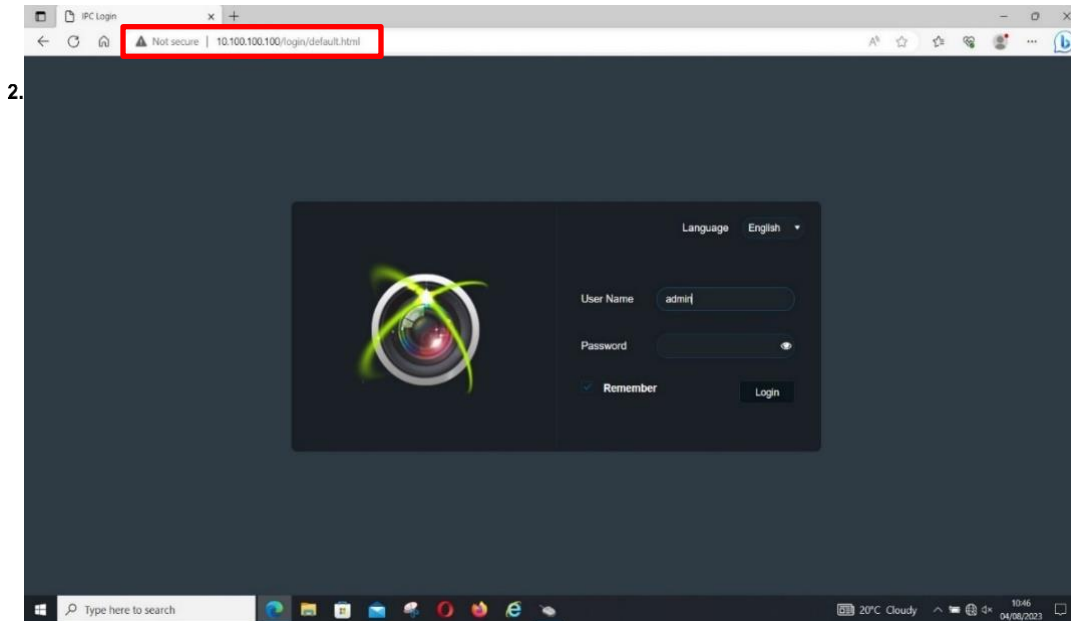 IPC Login
Not secure | 10.100.100.100/login/default.html
2.
Language English
User Name admin
Password
Remember
Login
Type here to search
20°C Cloudy
10:46
04/08/2023